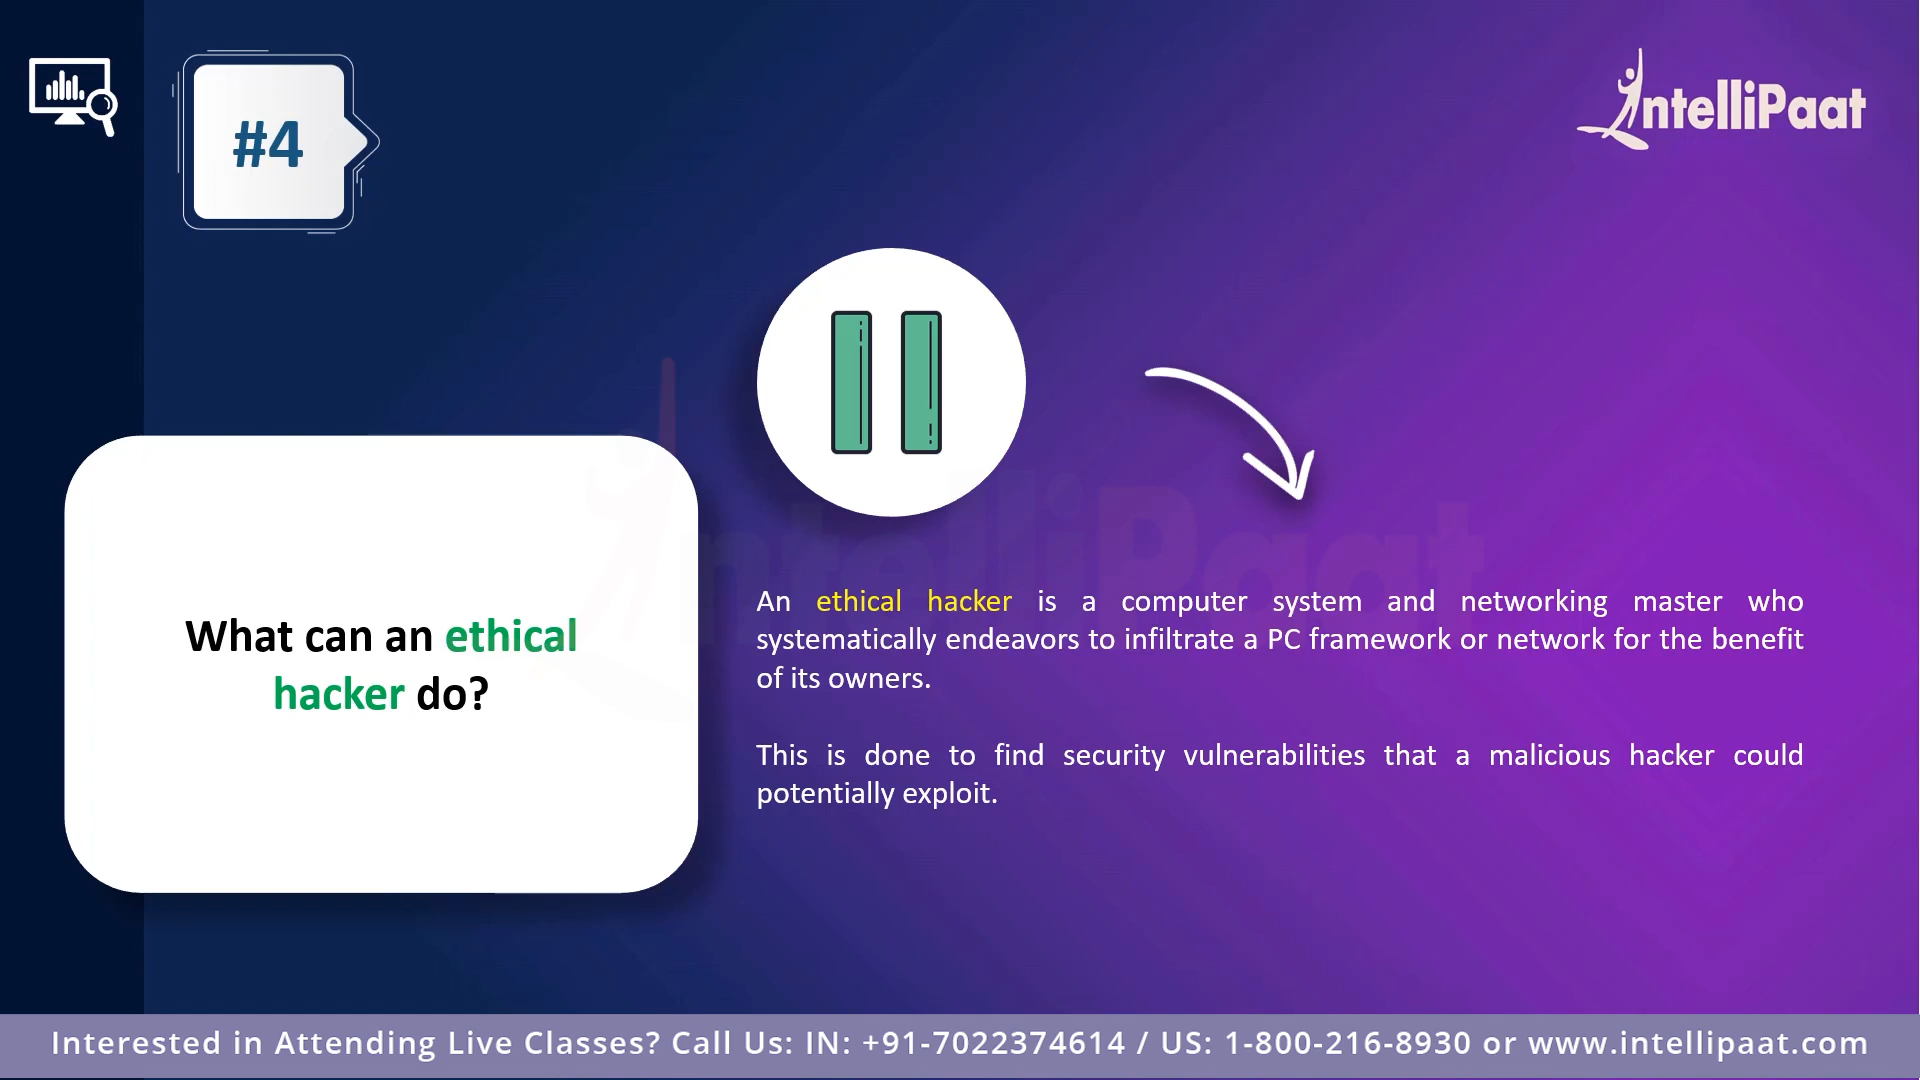 #4
IntelliPaat
What can an ethical
hacker do?
An ethical hacker is a computer system and networking master who
systematically endeavors to infiltrate a PC framework or network for the benefit
of its owners.
This is done to find security vulnerabilities that a malicious hacker could
potentially exploit.
IntelliPaat
Interested in Attending Live Classes? Call Us: IN: +91-7022374614 / US: 1-800-216-8930 or www.intellipaat.com